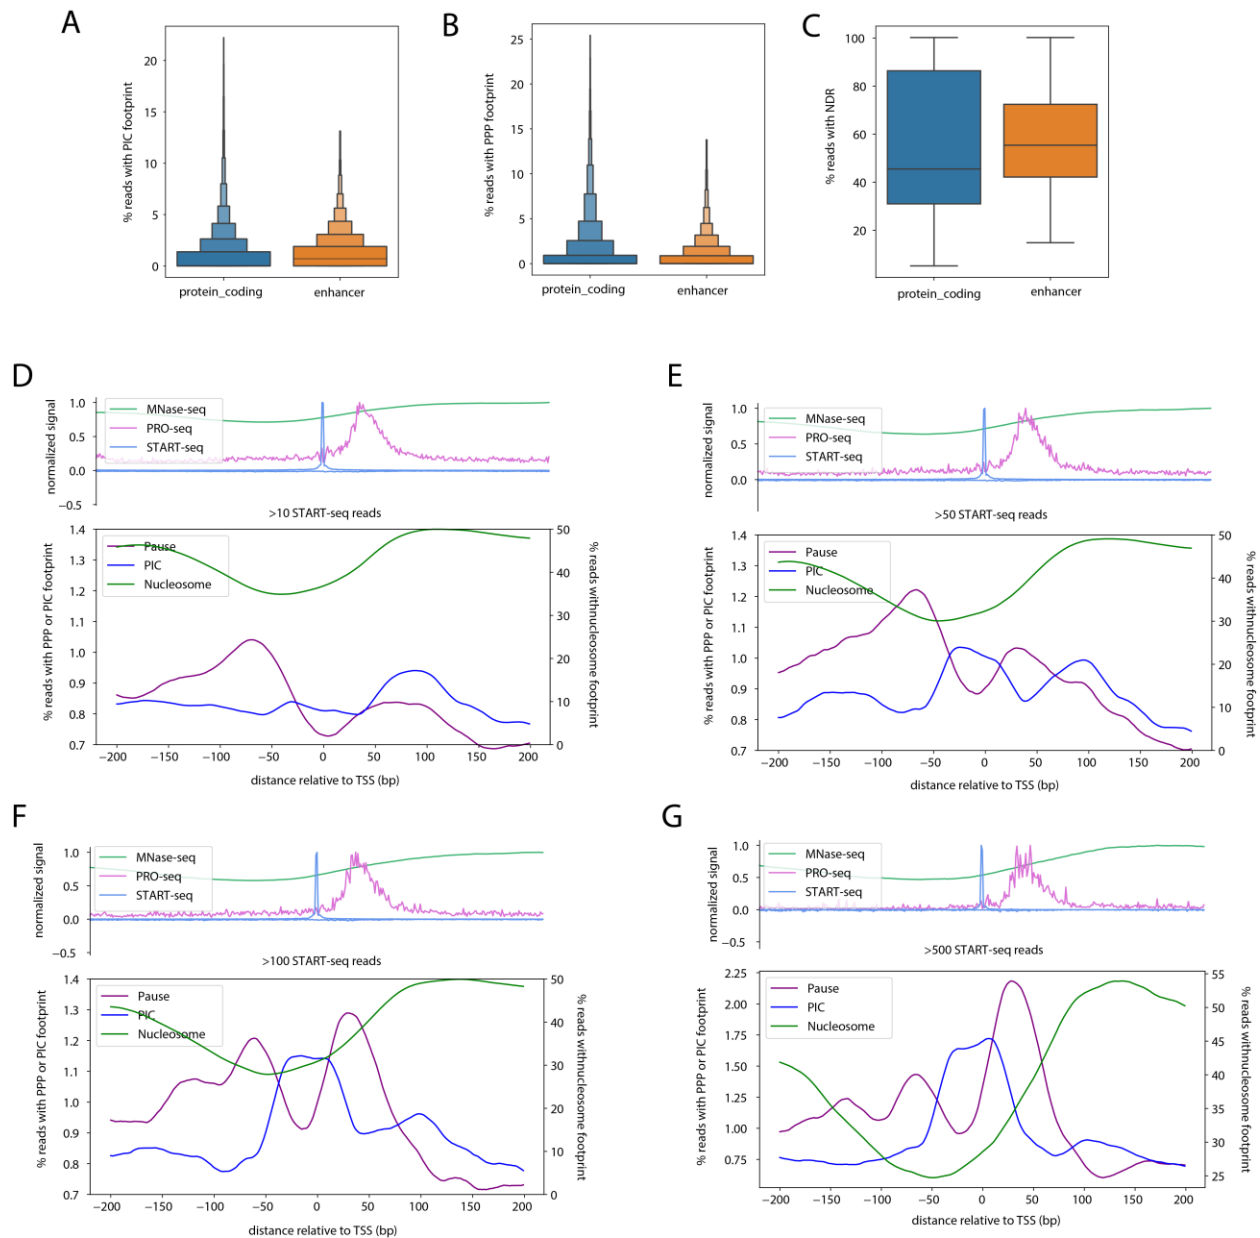 A
B
C
% reads with PIC footprint
20
15
10
5
0
protein_coding
enhancer
% reads with PPP footprint
25
20
15
10
5
0
protein_coding
enhancer
% reads with NDR
100
80
60
40
20
protein_coding
enhancer
D
normalized signal
1.0
0.5
0.0
−0.5
MNase-seq
PRO-seq
START-seq
>10 START-seq reads
% reads with PPP or PIC footprint
1.4
1.3
1.2
1.1
1.0
0.9
0.8
0.7
Pause
PIC
Nucleosome
50
40
30
20
10
0
% reads withnucleosome footprint
−200 −150 −100 −50 0 50 100 150 200
distance relative to TSS (bp)
E
normalized signal
1.0
0.5
0.0
MNase-seq
PRO-seq
START-seq
>50 START-seq reads
% reads with PPP or PIC footprint
1.4
1.3
1.2
1.1
1.0
0.9
0.8
0.7
Pause
PIC
Nucleosome
50
40
30
20
10
0
% reads withnucleosome footprint
−200 −150 −100 −50 0 50 100 150 200
distance relative to TSS (bp)
F
normalized signal
1.0
0.5
0.0
−0.5
MNase-seq
PRO-seq
START-seq
>100 START-seq reads
% reads with PPP or PIC footprint
1.4
1.3
1.2
1.1
1.0
0.9
0.8
0.7
Pause
PIC
Nucleosome
50
40
30
20
10
0
% reads withnucleosome footprint
−200 −150 −100 −50 0 50 100 150 200
distance relative to TSS (bp)
G
normalized signal
1.0
0.5
0.0
−0.5
MNase-seq
PRO-seq
START-seq
>500 START-seq reads
% reads with PPP or PIC footprint
2.25
2.00
1.75
1.50
1.25
1.00
0.75
Pause
PIC
Nucleosome
55
50
45
40
35
30
25
% reads withnucleosome footprint
−200 −150 −100 −50 0 50 100 150 200
distance relative to TSS (bp)